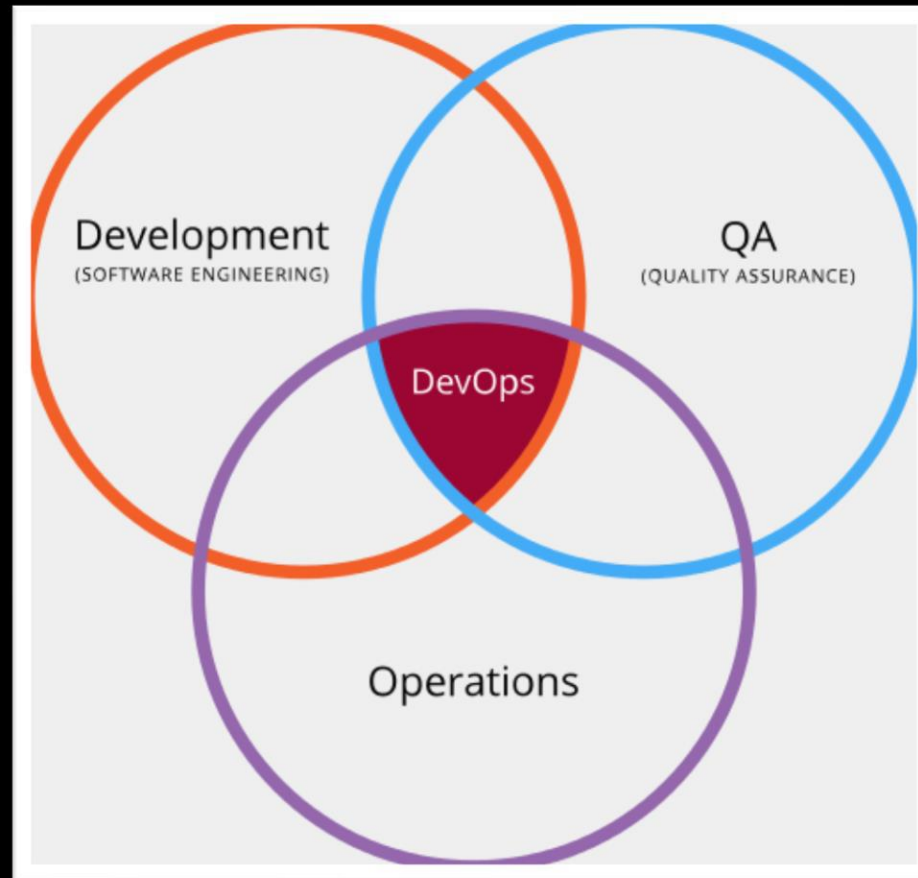 Development
(SOFTWARE ENGINEERING)
QA
(QUALITY ASSURANCE)
DevOps
Operations